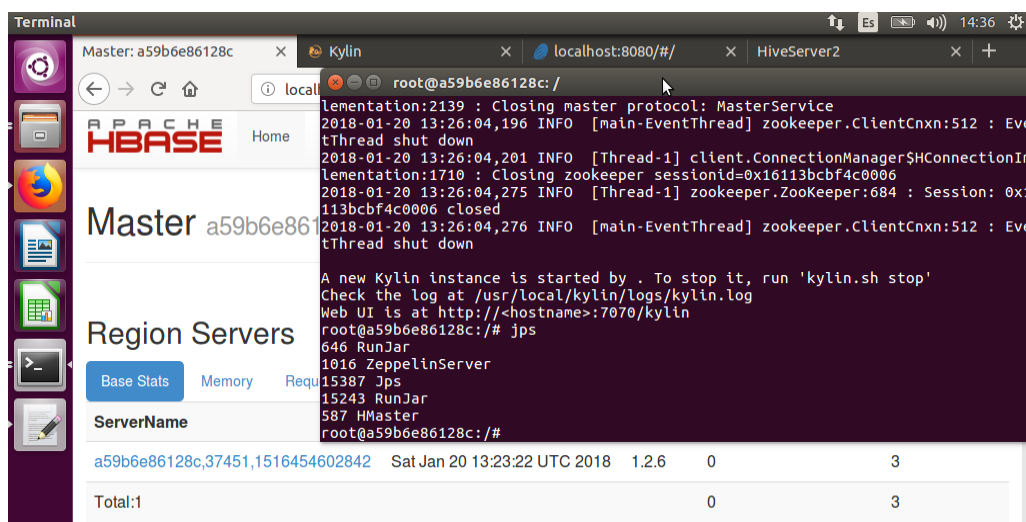 Terminal
Es
14:36
Master: a59b6e86128c
Kylin
localhost:8080/#/
HiveServer2
local
root@a59b6e86128c: /
APACHE
HBASE
Home
Master a59b6e861
Region Servers
Base Stats Memory Requ
ServerName
lementation:2139 : Closing master protocol: MasterService
2018-01-20 13:26:04,196 INFO [main-EventThread] zookeeper.ClientCnxn:512 : Eve
tThread shut down
2018-01-20 13:26:04,201 INFO [Thread-1] client.ConnectionManager$HConnectionIm
lementation:1710 : Closing zookeeper sessionid=0x16113bcbf4c0006
2018-01-20 13:26:04,275 INFO [Thread-1] zookeeper.ZooKeeper:684 : Session: 0x1
113bcbf4c0006 closed
2018-01-20 13:26:04,276 INFO [main-EventThread] zookeeper.ClientCnxn:512 : Eve
tThread shut down
A new Kylin instance is started by . To stop it, run 'kylin.sh stop'
Check the log at /usr/local/kylin/logs/kylin.log
Web UI is at http://<hostname>:7070/kylin
root@a59b6e86128c:/# jps
646 RunJar
1016 ZeppelinServer
15387 Jps
15243 RunJar
587 HMaster
root@a59b6e86128c:/#
a59b6e86128c,37451,1516454602842 Sat Jan 20 13:23:22 UTC 2018 1.2.6 0 3
Total:1 0 3